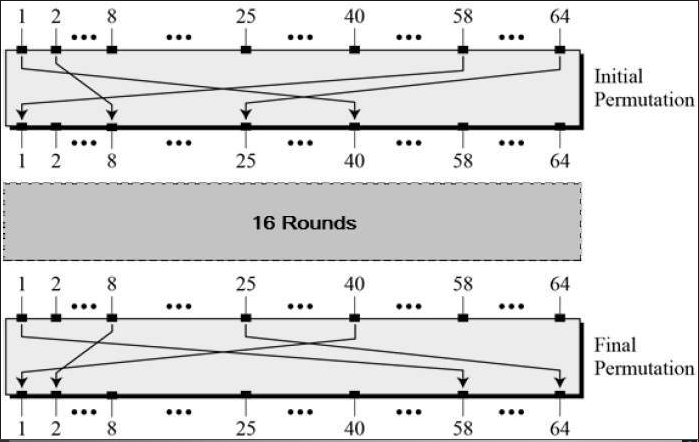 1 2 ••• 8 ••• 25 ••• 40 ••• 58 ••• 64
Initial
Permutation
••• ••• ••• ••• •••
1 2 8 25 40 58 64
16 Rounds
1 2 8 25 40 58 64
••• ••• ••• ••• •••
Final
Permutation
••• ••• ••• ••• •••
1 2 8 25 40 58 64